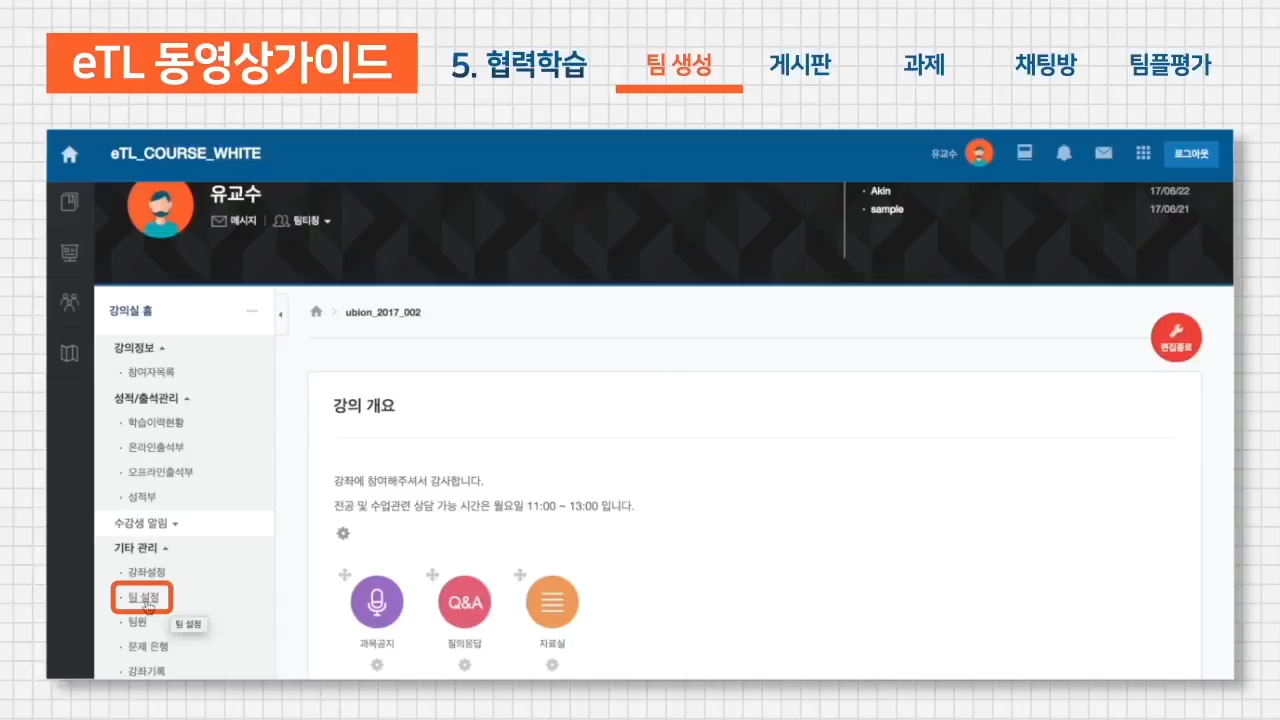 eTL 동영상가이드
5. 협력학습
팀 생성
게시판
과제
채팅방
팀플평가
eTL_COURSE_WHITE
유교수
로그아웃
유교수
메시지
팀티칭
· Akin 17/06/22
· sample 17/06/21
강의실 홈
ubion_2017_002
편집종료
강의정보
· 참여자목록
성적/출석관리
· 학습이력현황
· 온라인출석부
· 오프라인출석부
· 성적부
수강생 알림
기타 관리
· 강좌설정
· 팀 설정
· 팀원
팀 설정
· 문제 은행
· 강좌기록
강의 개요
강좌에 참여해주셔서 감사합니다.
전공 및 수업관련 상담 가능 시간은 월요일 11:00 ~ 13:00 입니다.
Q&A
과목공지
질의응답
자료실